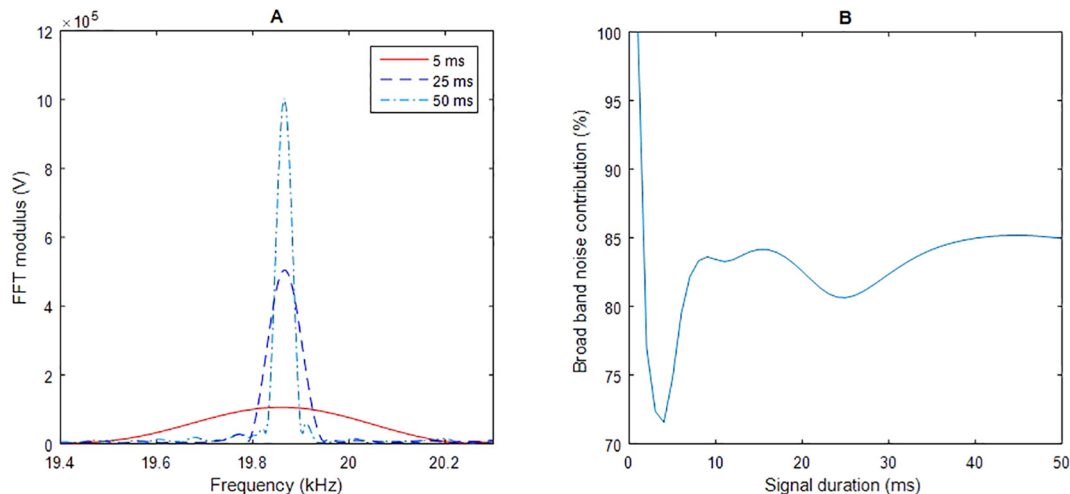 A
×10⁵
12
10
8
6
4
2
0
FFT modulus (V)
5 ms
25 ms
50 ms
19.4 19.6 19.8 20 20.2
Frequency (kHz)
B
100
95
90
85
80
75
70
Broad band noise contribution (%)
0 10 20 30 40 50
Signal duration (ms)